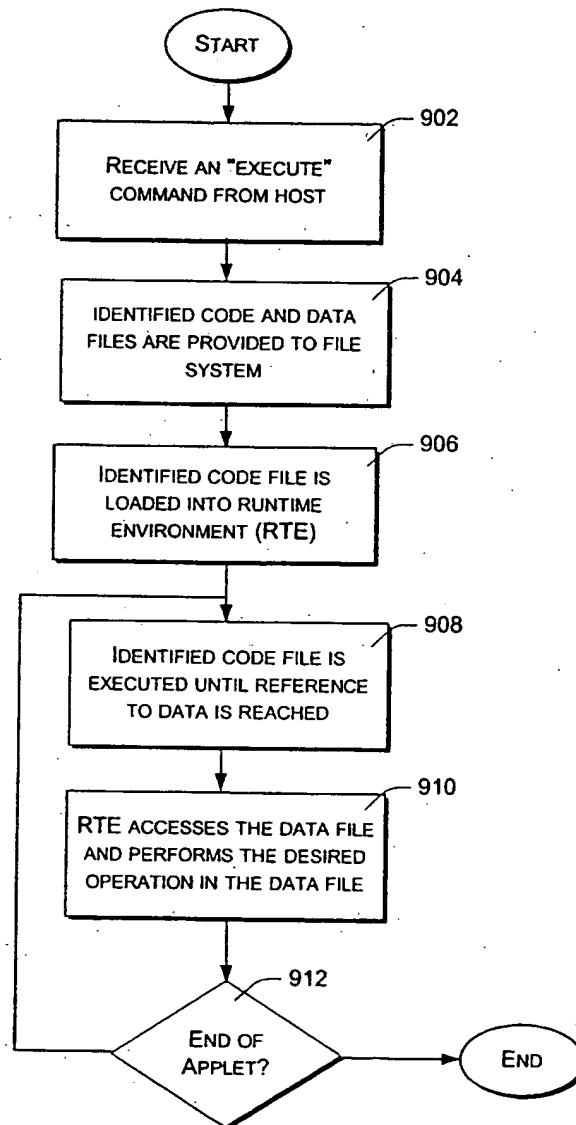 START
902
RECEIVE AN "EXECUTE"
COMMAND FROM HOST
904
IDENTIFIED CODE AND DATA
FILES ARE PROVIDED TO FILE
SYSTEM
906
IDENTIFIED CODE FILE IS
LOADED INTO RUNTIME
ENVIRONMENT (RTE)
908
IDENTIFIED CODE FILE IS
EXECUTED UNTIL REFERENCE
TO DATA IS REACHED
910
RTE ACCESSES THE DATA FILE
AND PERFORMS THE DESIRED
OPERATION IN THE DATA FILE
912
END OF
APPLET?
END